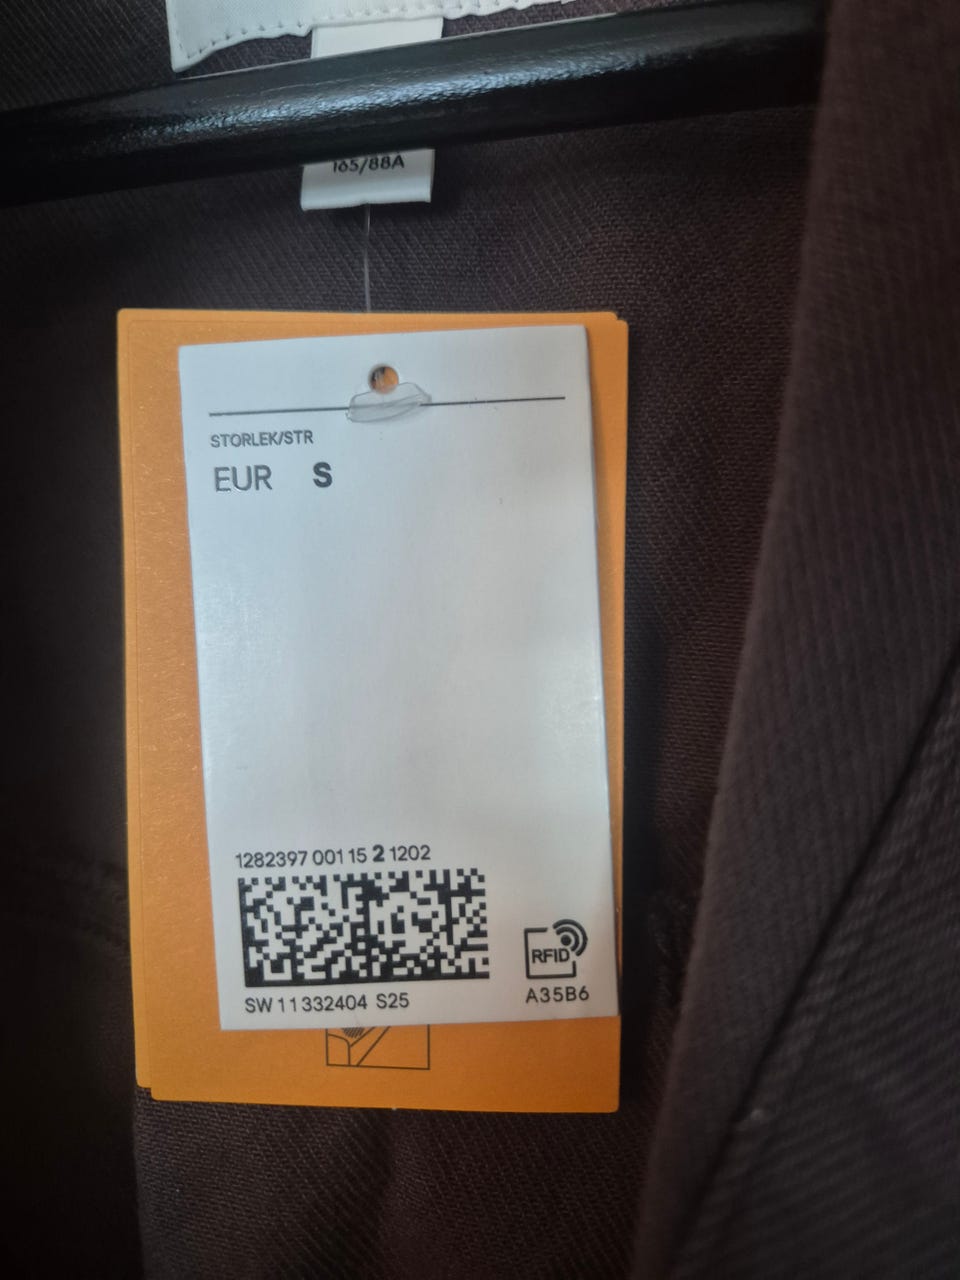 165/88A
STORLEK/STR
EUR S
1282397 001 15 2 1202
RFID
SW 11332404 S25
A35B6